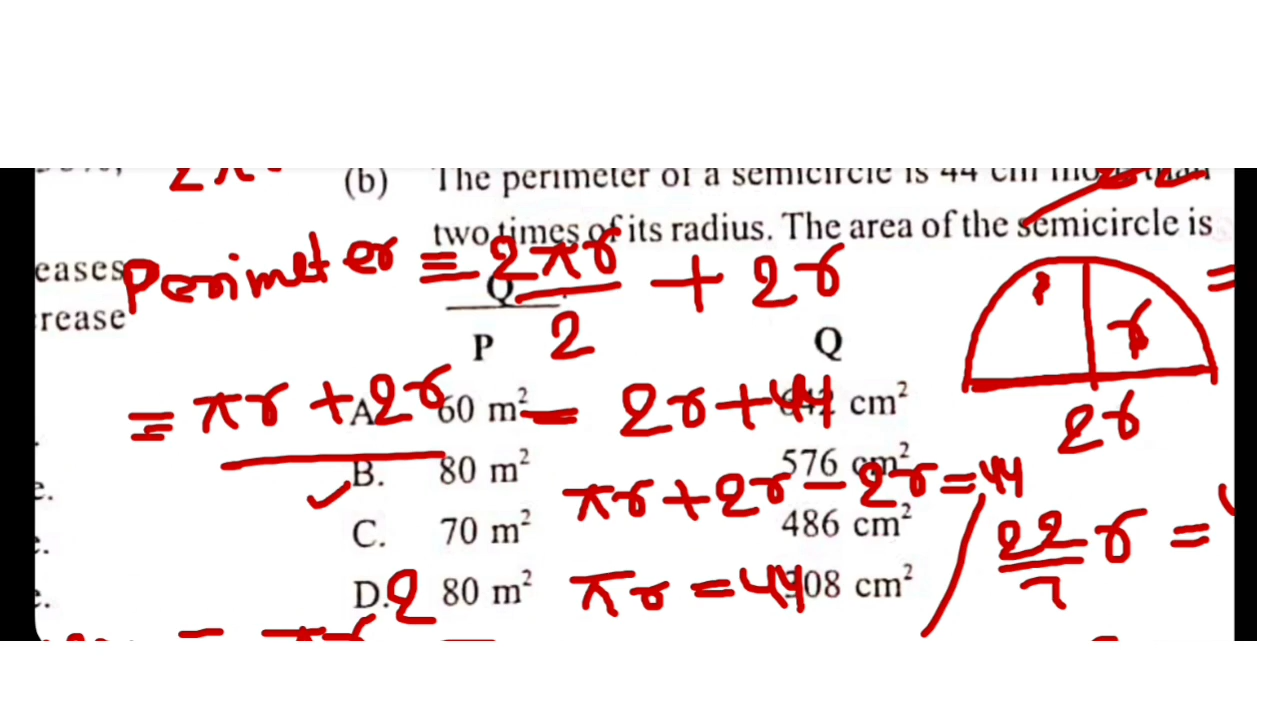 (b) The perimeter of a semicircle is 44 cm more than
two times of its radius. The area of the semicircle is
Q
eases
rease
Perimeter = 2πr/2 + 2r
P Q
= πr + 2r = 2r + 44
A. 60 m² cm²
B. 80 m² 576 cm²
C. 70 m² 486 cm²
D. 80 m² 308 cm²
πr + 2r - 2r = 44
πr = 44
22/7 r =
r
2r